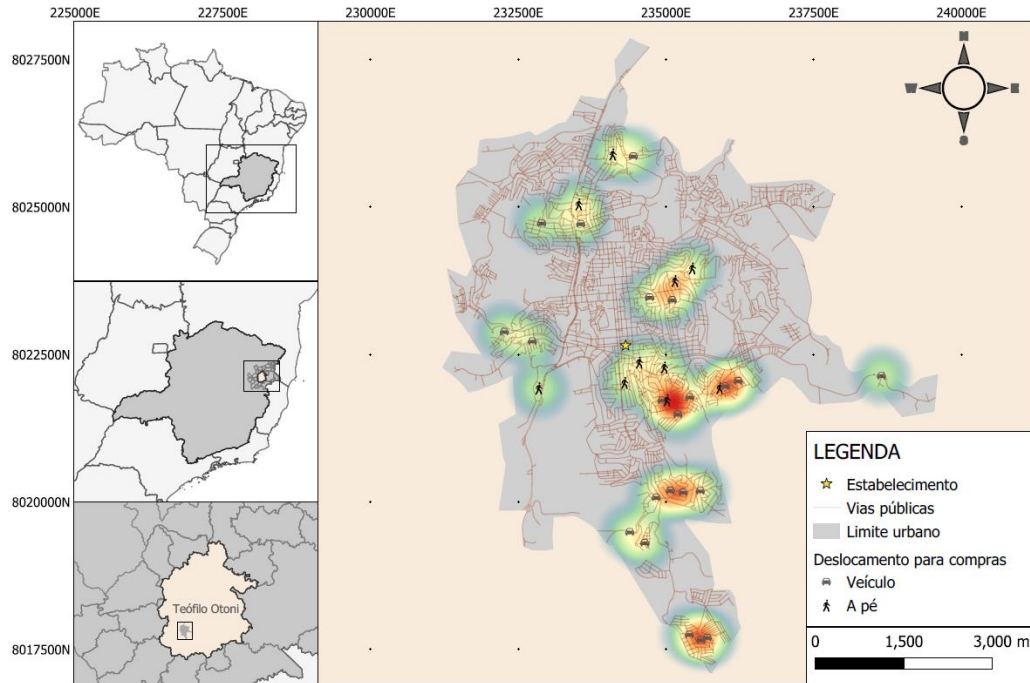 225000E 227500E 230000E 232500E 235000E 237500E 240000E
8027500N
8025000N
8022500N
8020000N
8017500N
N
W E
S
Teófilo Otoni
LEGENDA
Estabelecimento
Vias públicas
Limite urbano
Deslocamento para compras
Veículo
A pé
0 1,500 3,000 m